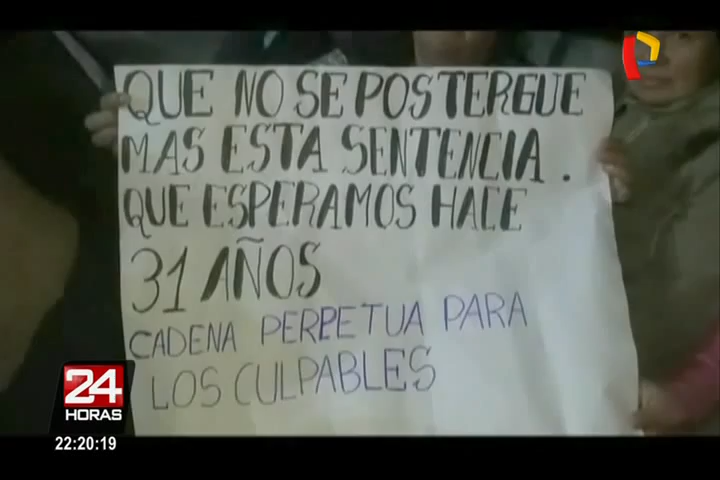 QUE NO SE POSTERGUE
MAS ESTA SENTENCIA.
QUE ESPERAMOS HACE
31 AÑOS
CADENA PERPETUA PARA
LOS CULPABLES
24
HORAS
22:20:19